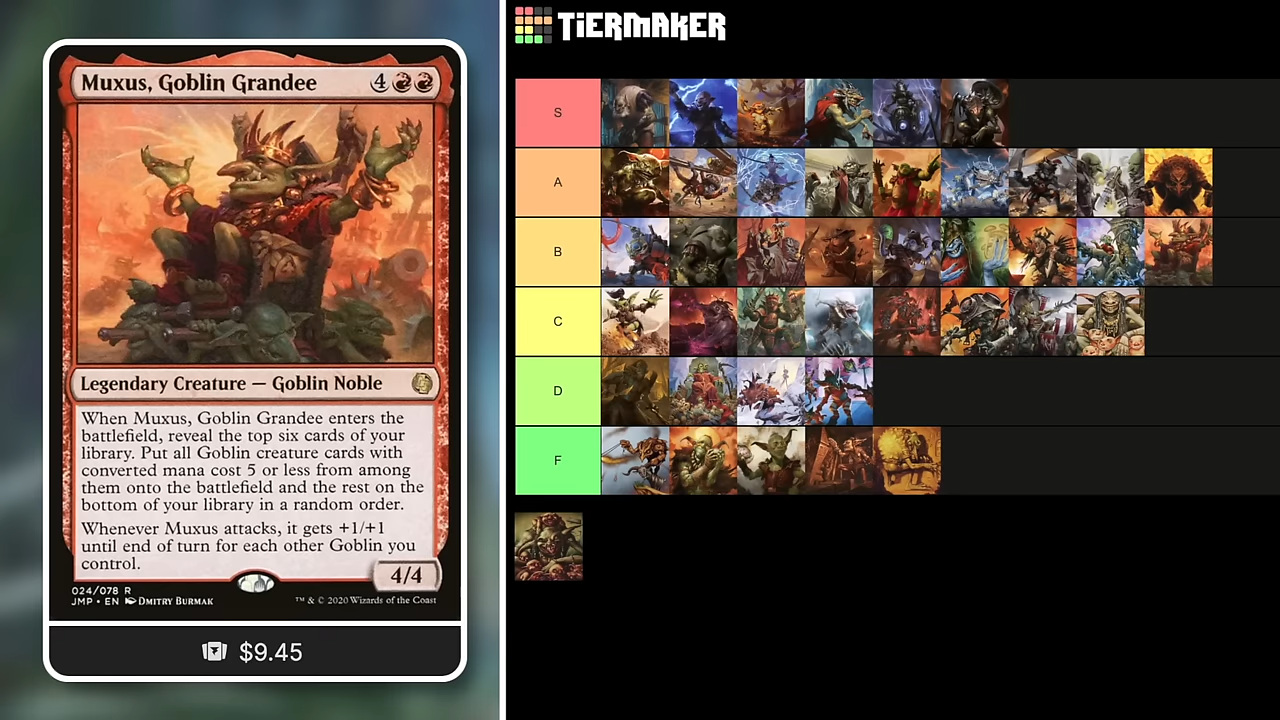 Muxus, Goblin Grandee 4
Legendary Creature — Goblin Noble
When Muxus, Goblin Grandee enters the
battlefield, reveal the top six cards of your
library. Put all Goblin creature cards with
converted mana cost 5 or less from among
them onto the battlefield and the rest on the
bottom of your library in a random order.
Whenever Muxus attacks, it gets +1/+1
until end of turn for each other Goblin you
control.
4/4
024/078 R
JMP • EN DMITRY BURMAK
™ & © 2020 Wizards of the Coast
$9.45
TIERMAKER
S
A
B
C
D
F